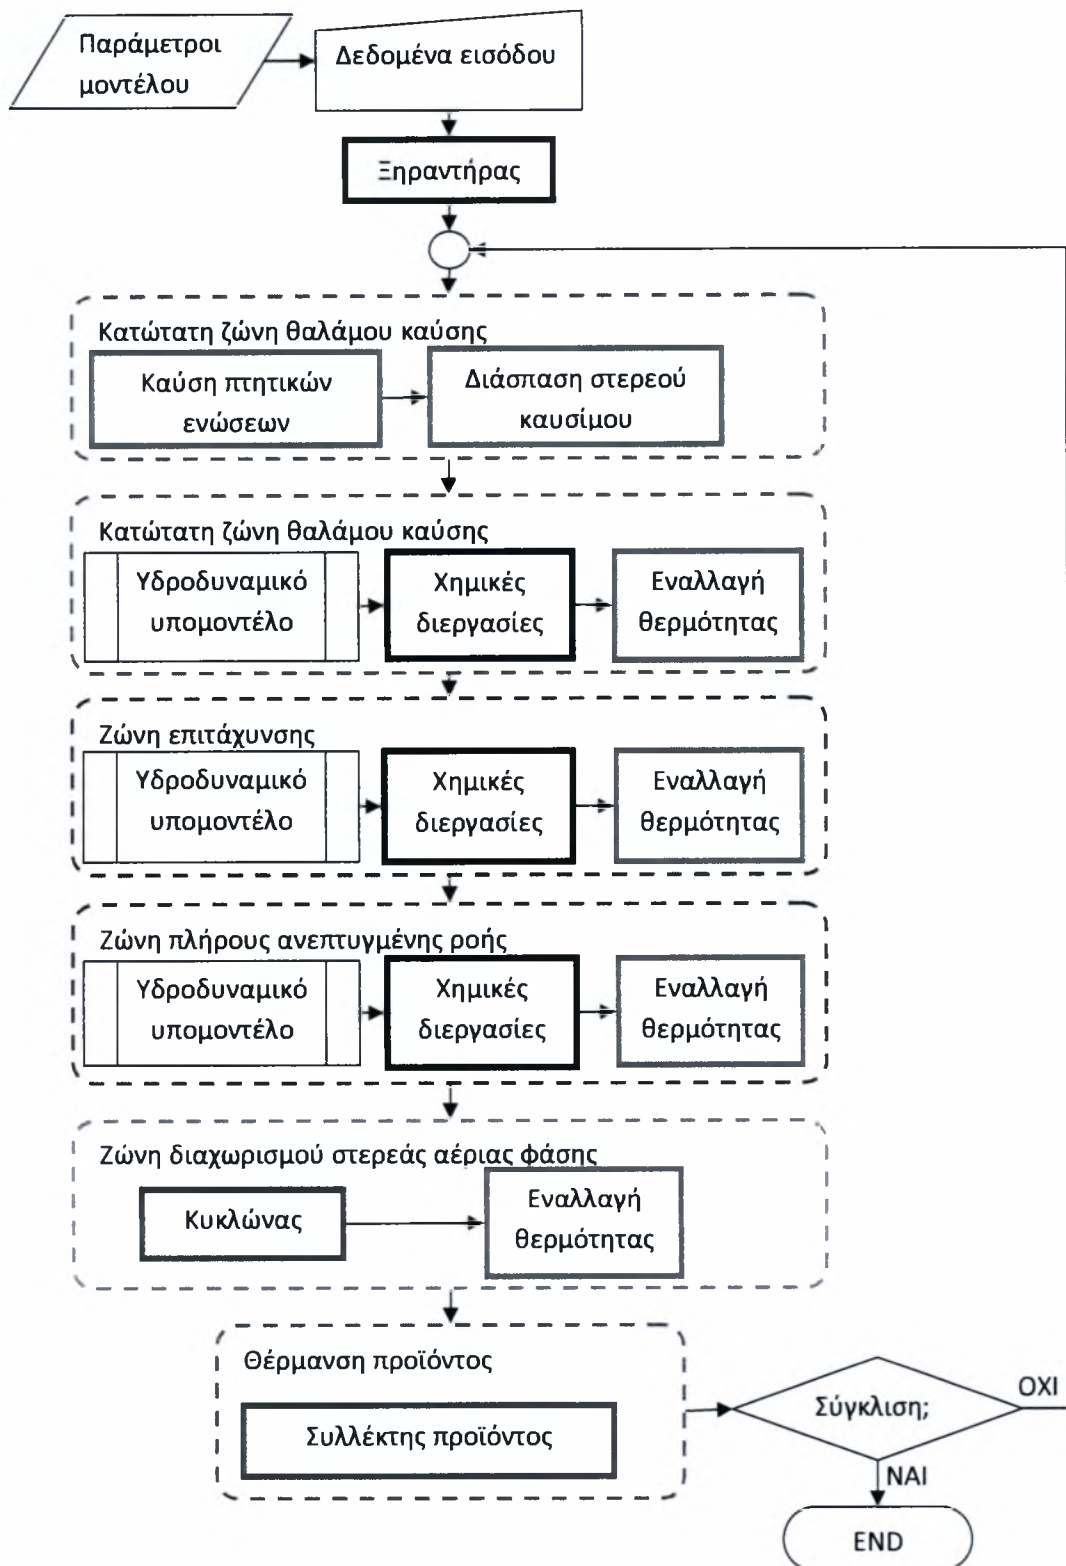 Παράμετροι
μοντέλου
Δεδομένα εισόδου
Ξηραντήρας
Κατώτατη ζώνη θαλάμου καύσης
Καύση πτητικών
ενώσεων
Διάσπαση στερεού
καυσίμου
Κατώτατη ζώνη θαλάμου καύσης
Υδροδυναμικό
υπομοντέλο
Χημικές
διεργασίες
Εναλλαγή
θερμότητας
Ζώνη επιτάχυνσης
Υδροδυναμικό
υπομοντέλο
Χημικές
διεργασίες
Εναλλαγή
θερμότητας
Ζώνη πλήρους ανεπτυγμένης ροής
Υδροδυναμικό
υπομοντέλο
Χημικές
διεργασίες
Εναλλαγή
θερμότητας
Ζώνη διαχωρισμού στερεάς αέριας φάσης
Κυκλώνας
Εναλλαγή
θερμότητας
Θέρμανση προϊόντος
Συλλέκτης προϊόντος
Σύγκλιση;
ΟΧΙ
ΝΑΙ
END